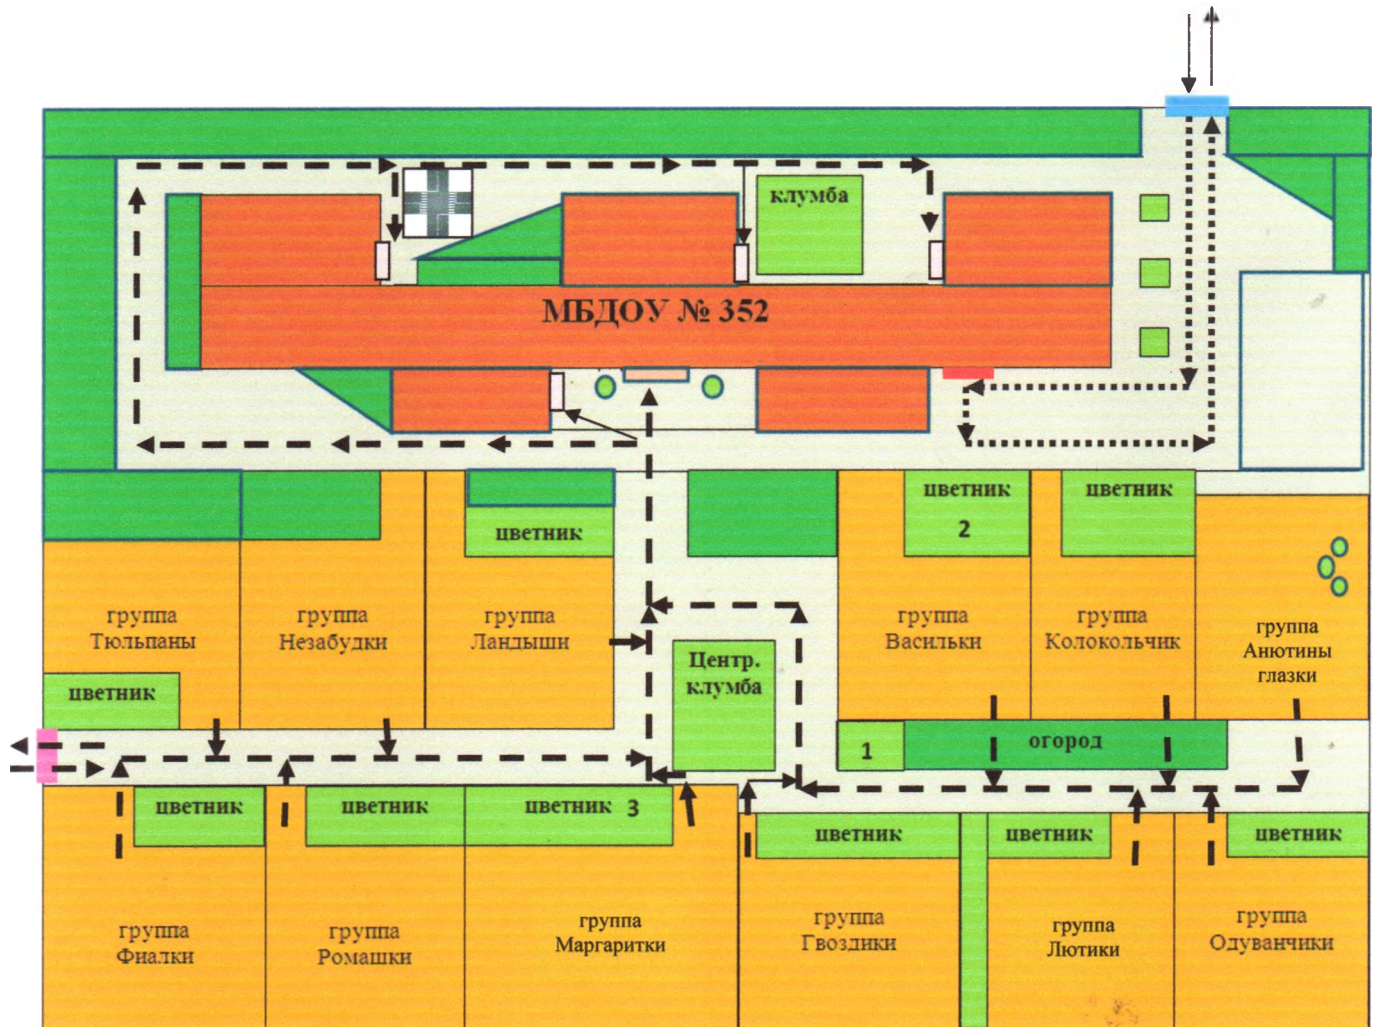 клумба
МБДОУ № 352
цветник
2
цветник
цветник
группа
Тюльпаны
группа
Незабудки
группа
Ландыши
группа
Васильки
группа
Колокольчик
группа
Анютины
глазки
Центр.
клумба
цветник
1
огород
цветник
цветник
цветник 3
цветник
цветник
цветник
группа
Фиалки
группа
Ромашки
группа
Маргаритки
группа
Гвоздики
группа
Лютики
группа
Одуванчики